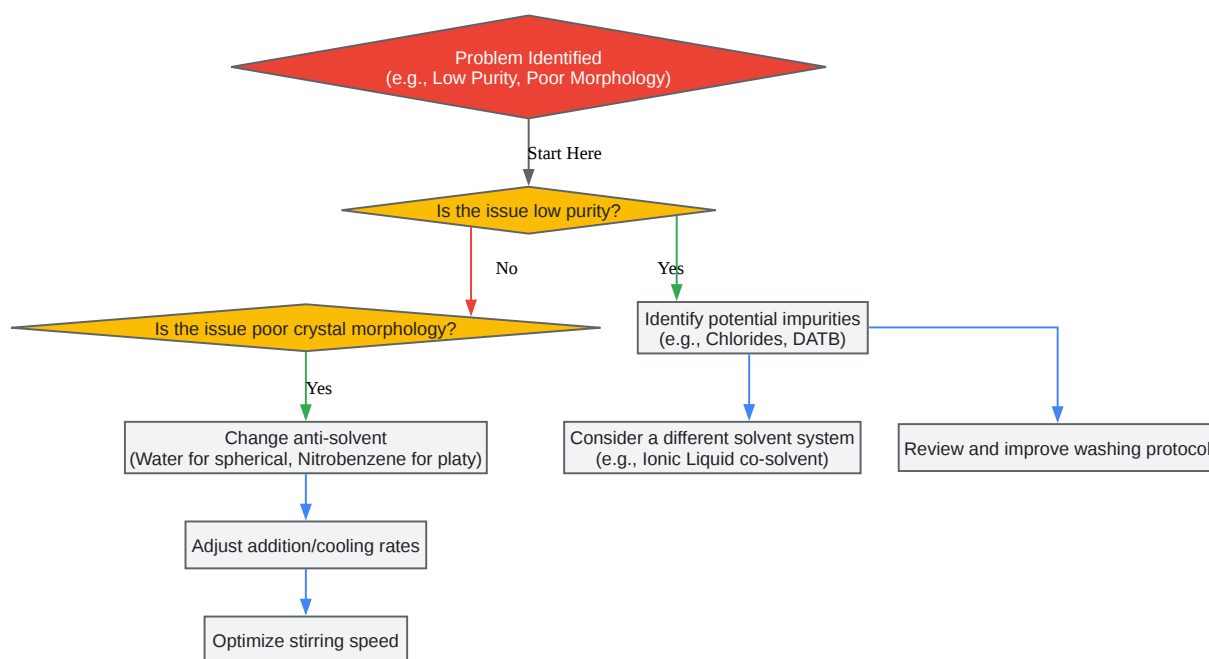 Problem Identified
(e.g., Low Purity, Poor Morphology)
Start Here
Is the issue low purity?
No
Yes
Is the issue poor crystal morphology?
Identify potential impurities
(e.g., Chlorides, DATB)
Yes
Change anti-solvent
(Water for spherical, Nitrobenzene for platy)
Consider a different solvent system
(e.g., Ionic Liquid co-solvent)
Review and improve washing protocol
Adjust addition/cooling rates
Optimize stirring speed